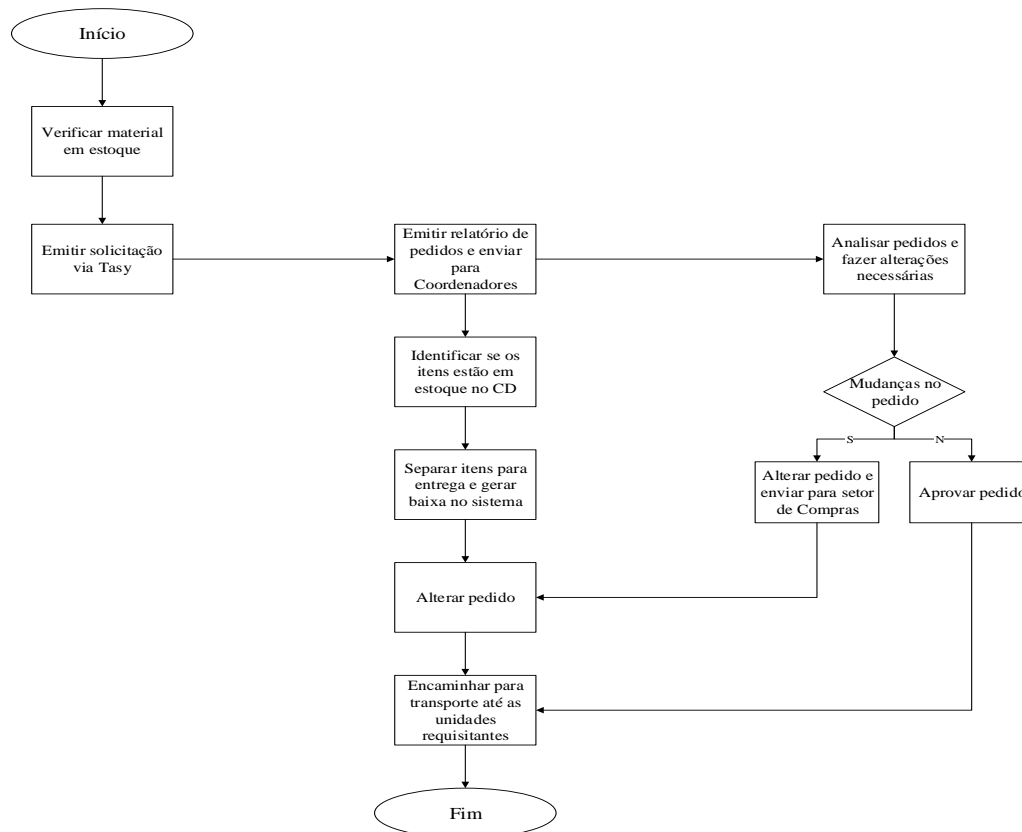 Início
Verificar material
em estoque
Emitir solicitação
via Tasy
Emitir relatório de
pedidos e enviar
para
Coordenadores
Analisar pedidos e
fazer alterações
necessárias
Identificar se os
itens estão em
estoque no CD
Mudanças no
pedido
S
N
Separar itens para
entrega e gerar
baixa no sistema
Alterar pedido e
enviar para setor
de Compras
Aprovar pedido
Alterar pedido
Encaminhar para
transporte até as
unidades
requisitantes
Fim